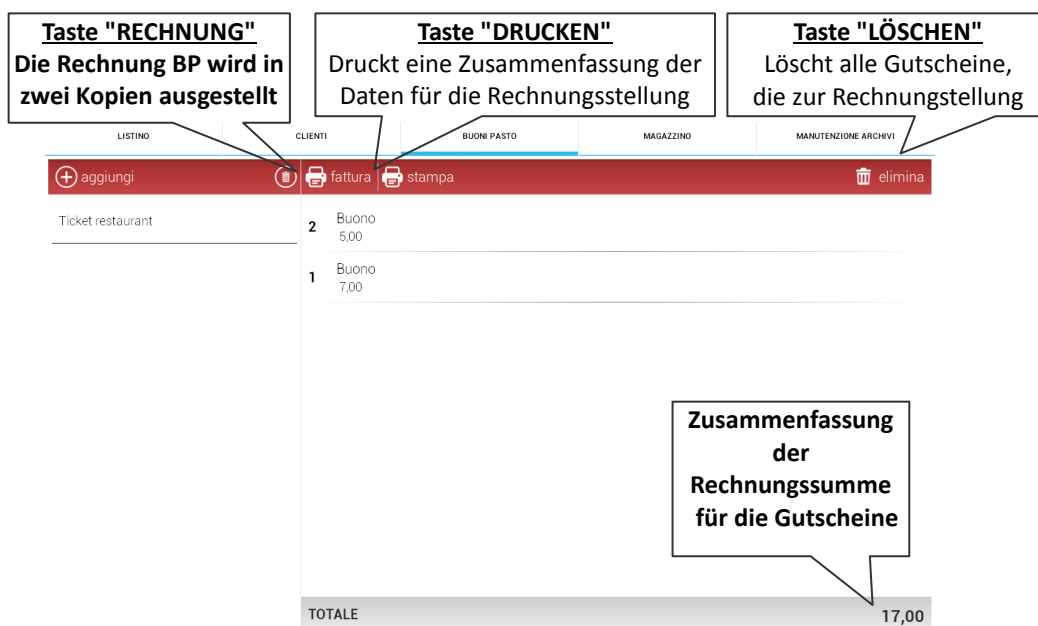 Taste "RECHNUNG"
Die Rechnung BP wird in
zwei Kopien ausgestellt
Taste "DRUCKEN"
Druckt eine Zusammenfassung der
Daten für die Rechnungsstellung
Taste "LÖSCHEN"
Löscht alle Gutscheine,
die zur Rechnungstellung
LISTINO
CLIENTI
BUONI PASTO
MAGAZZINO
MANUTENZIONE ARCHIVI
aggiungi
fattura
stampa
elimina
Ticket restaurant
2 Buono
5,00
1 Buono
7,00
Zusammenfassung
der
Rechnungssumme
für die Gutscheine
TOTALE 17,00